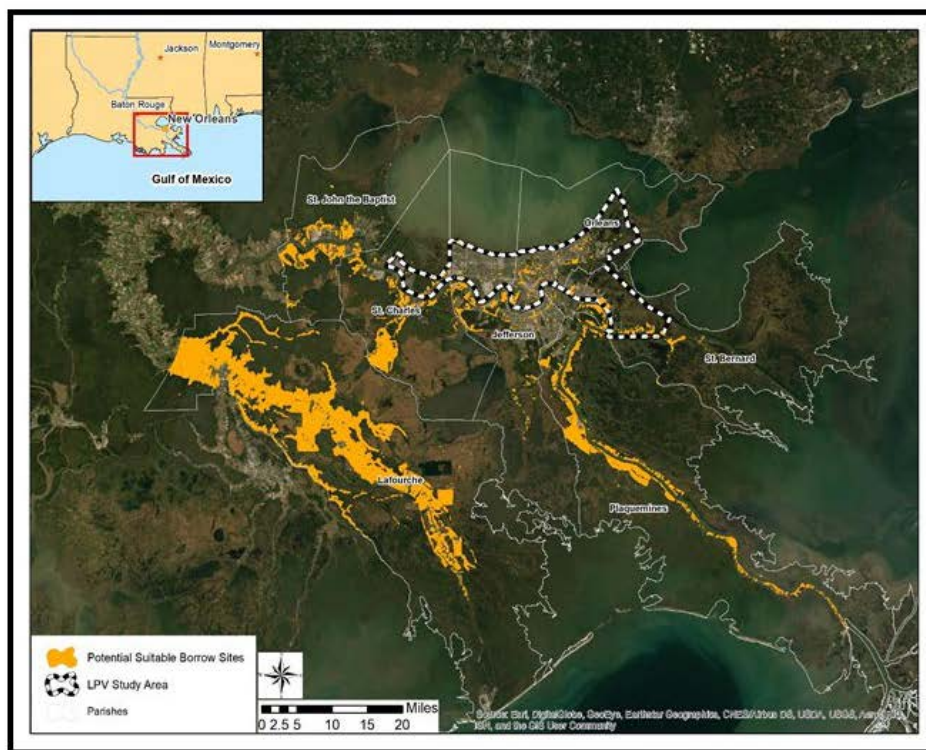 Jackson
Montgomery
Baton Rouge
New Orleans
Gulf of Mexico
St. John the Baptist
Orleans
St. Charles
Jefferson
St. Bernard
Lafourche
Plaquemines
Potential Suitable Borrow Sites
LPV Study Area
Parishes
Miles
0 2.5 5 10 15 20
Source: Esri, DigitalGlobe, GeoEye, Earthstar Geographics, CNES/Airbus DS, USDA, USGS,
and the GIS User Community